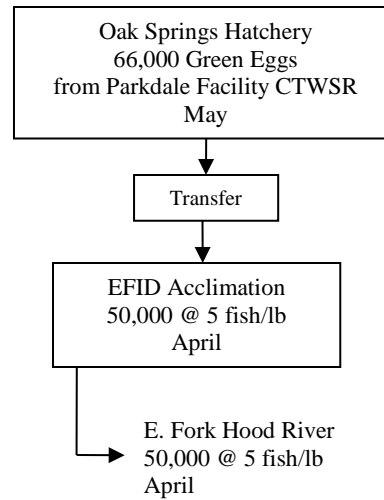 Oak Springs Hatchery
66,000 Green Eggs
from Parkdale Facility CTWSR
May
Transfer
EFID Acclimation
50,000 @ 5 fish/lb
April
E. Fork Hood River
50,000 @ 5 fish/lb
April